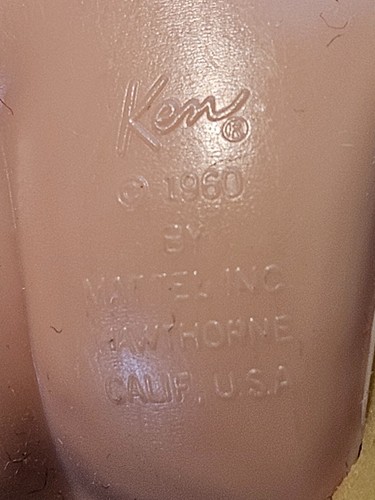 Ken®
© 1960
BY
MATTEL INC
HAWTHORNE,
CALIF, U.S.A